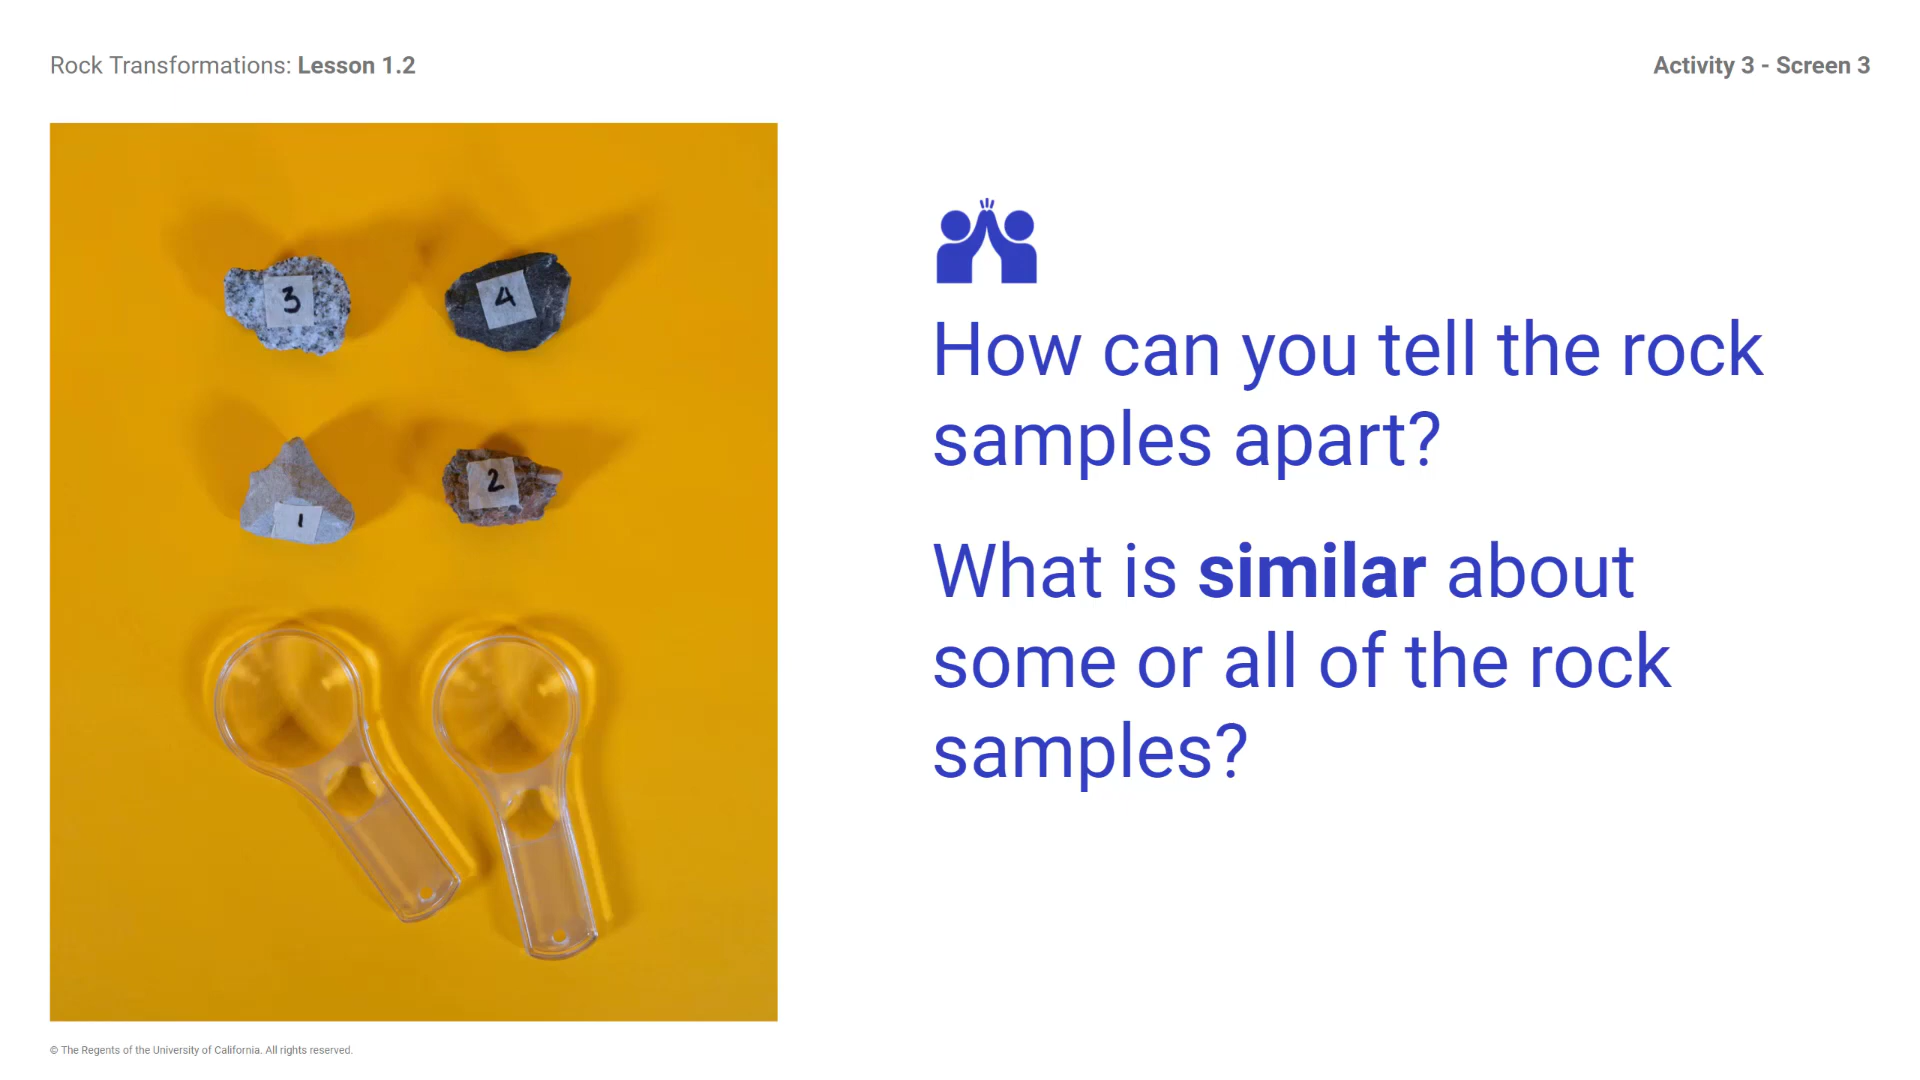 Rock Transformations: Lesson 1.2
Activity 3 - Screen 3
3
4
1
2
How can you tell the rock
samples apart?
What is similar about
some or all of the rock
samples?
© The Regents of the University of California. All rights reserved.